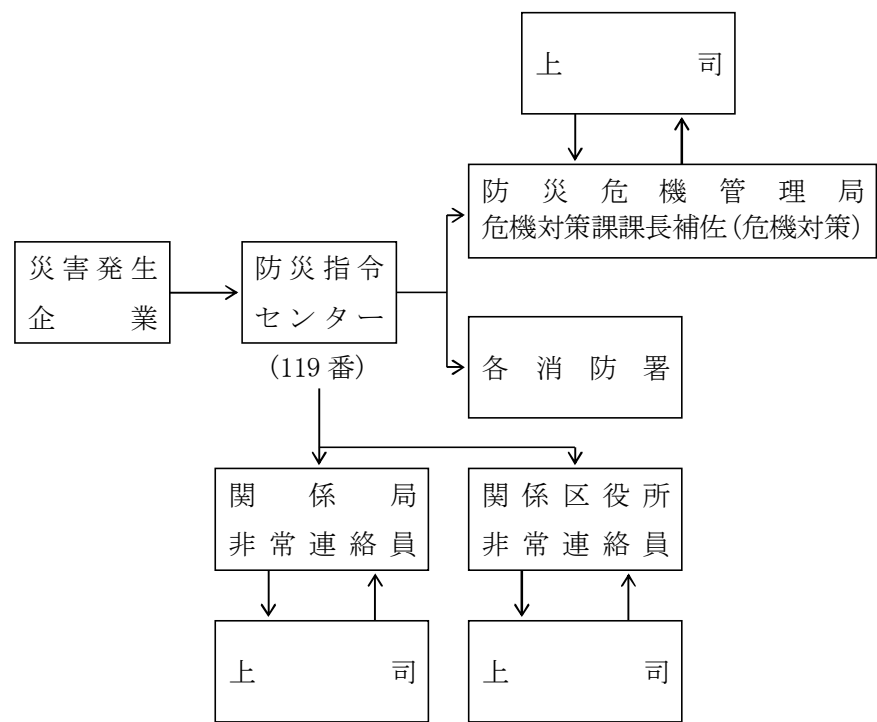 上司
防災危機管理局
危機対策課課長補佐(危機対策)
災害発生
企業
防災指令
センター
(119番)
各消防署
関係局
非常連絡員
関係区役所
非常連絡員
上司
上司